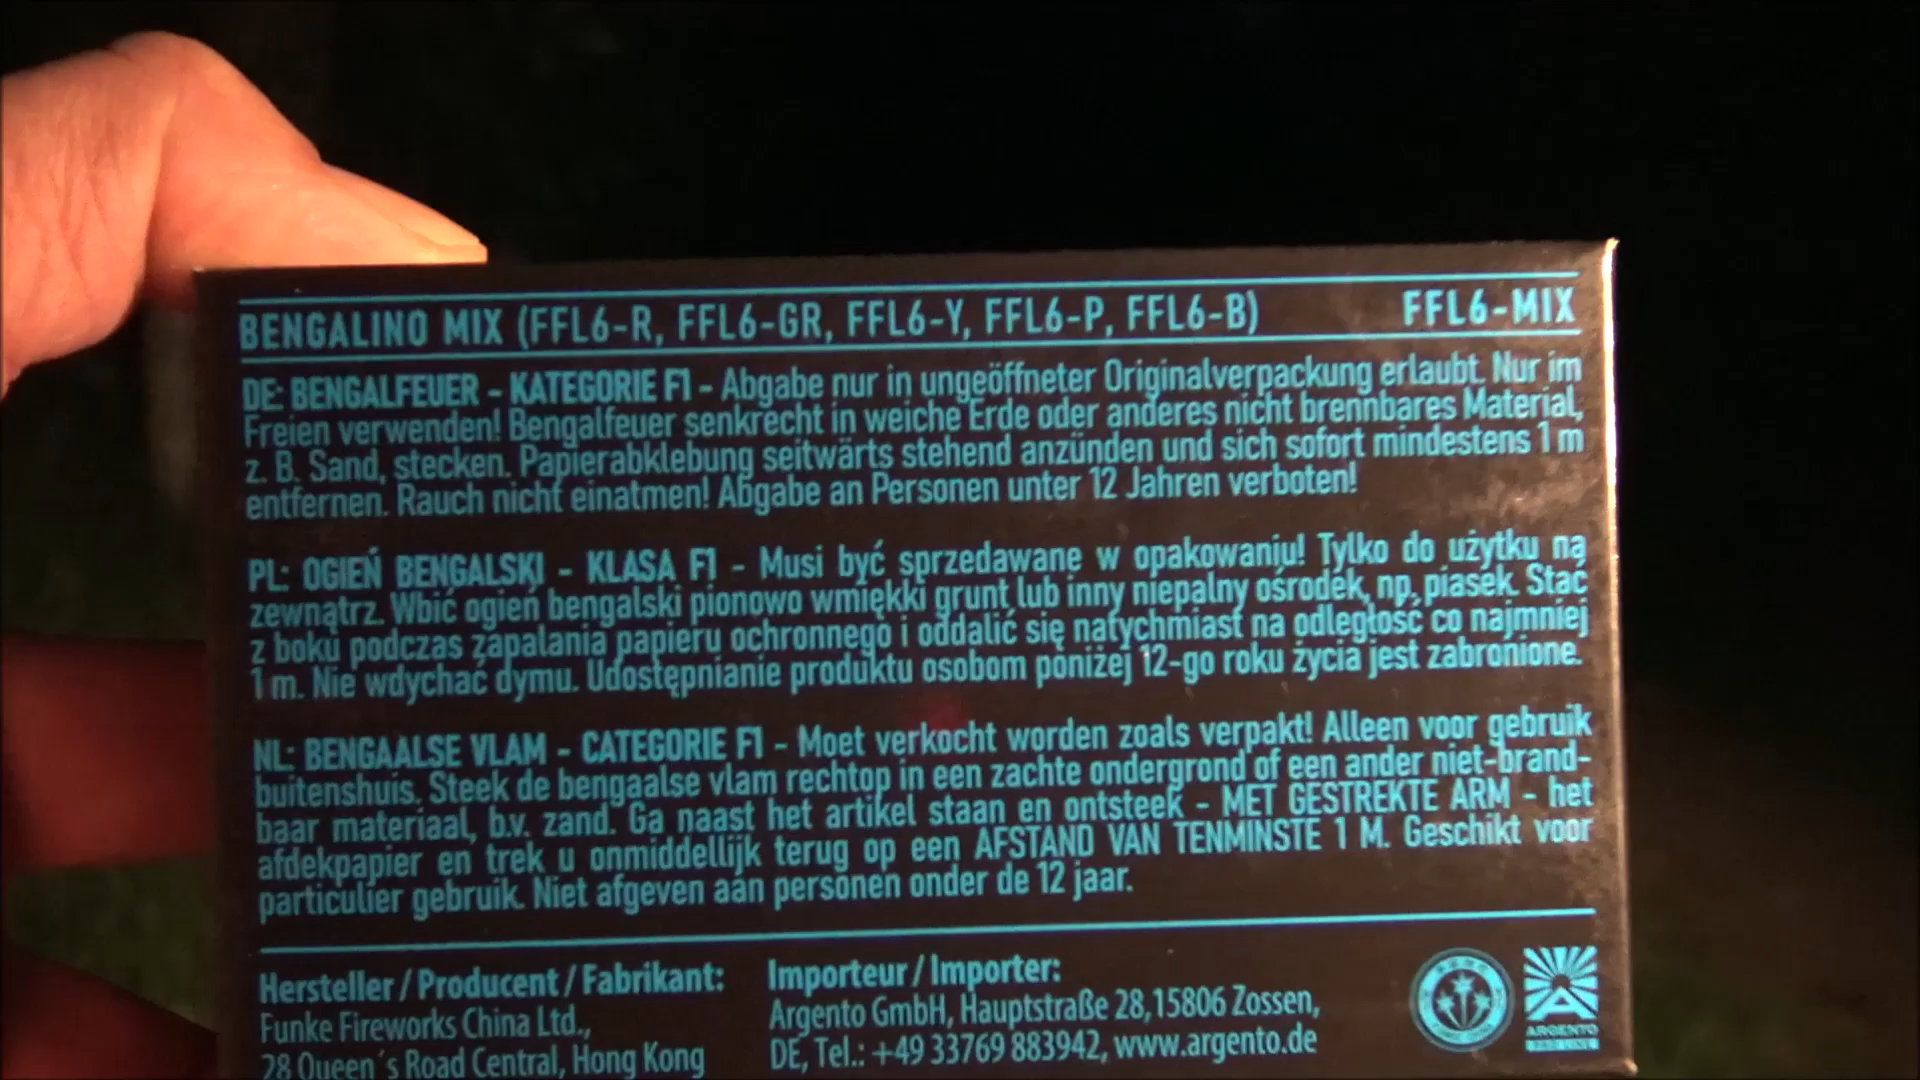 BENGALINO MIX (FFL6-R, FFL6-GR, FFL6-Y, FFL6-P, FFL6-B) FFL6-MIX
DE: BENGALFEUER - KATEGORIE F1 - Abgabe nur in ungeöffneter Originalverpackung erlaubt. Nur im
Freien verwenden! Bengalfeuer senkrecht in weiche Erde oder anderes nicht brennbares Material,
z. B. Sand, stecken. Papierabklebung seitwärts stehend anzünden und sich sofort mindestens 1 m
entfernen. Rauch nicht einatmen! Abgabe an Personen unter 12 Jahren verboten!
PL: OGIEŃ BENGALSKI - KLASA F1 - Musi być sprzedawane w opakowaniu! Tylko do użytku na
zewnątrz. Wbić ogień bengalski pionowo wmiękki grunt lub inny niepalny ośrodek, np, piasek. Stać
z boku podczas zapalania papieru ochronnego i oddalić się natychmiast na odległość co najmniej
1 m. Nie wdychać dymu. Udostępnianie produktu osobom poniżej 12-go roku życia jest zabronione.
NL: BENGAALSE VLAM - CATEGORIE F1 - Moet verkocht worden zoals verpakt! Alleen voor gebruik
buitenshuis. Steek de bengaalse vlam rechtop in een zachte ondergrond of een ander niet-brand-
baar materiaal, b.v. zand. Ga naast het artikel staan en ontsteek - MET GESTREKTE ARM - het
afdekpapier en trek u onmiddellijk terug op een AFSTAND VAN TENMINSTE 1 M. Geschikt voor
particulier gebruik. Niet afgeven aan personen onder de 12 jaar.
Hersteller / Producent / Fabrikant:
Funke Fireworks China Ltd.,
28 Queen´s Road Central, Hong Kong
Importeur / Importer:
Argento GmbH, Hauptstraße 28,15806 Zossen,
DE, Tel.: +49 33769 883942, www.argento.de
ARGENTO